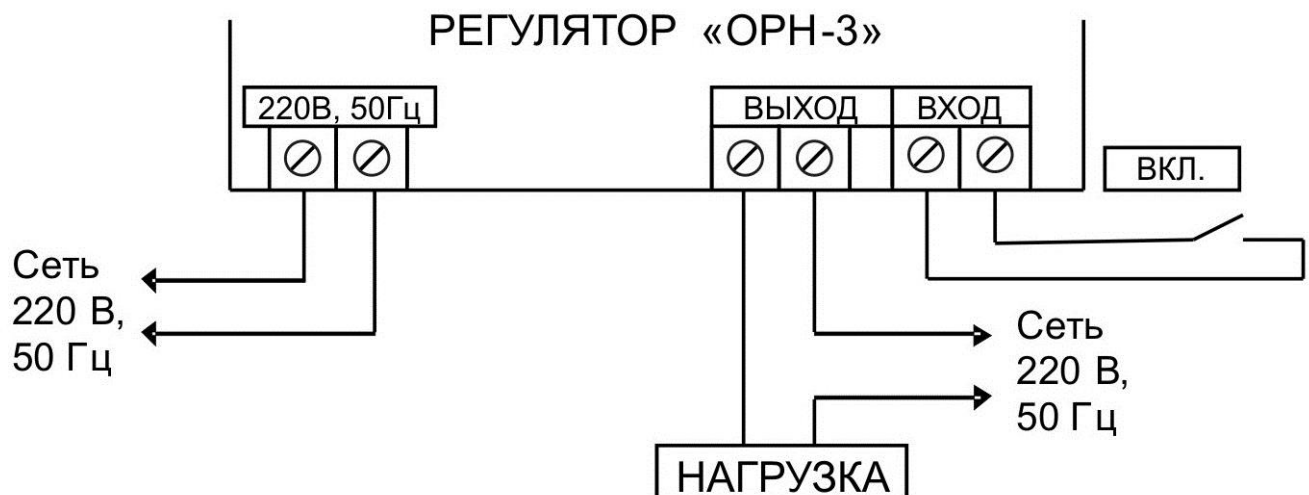 РЕГУЛЯТОР «ОРН-3»
220В, 50Гц
ВЫХОД
ВХОД
ВКЛ.
Сеть
220 В,
50 Гц
Сеть
220 В,
50 Гц
НАГРУЗКА